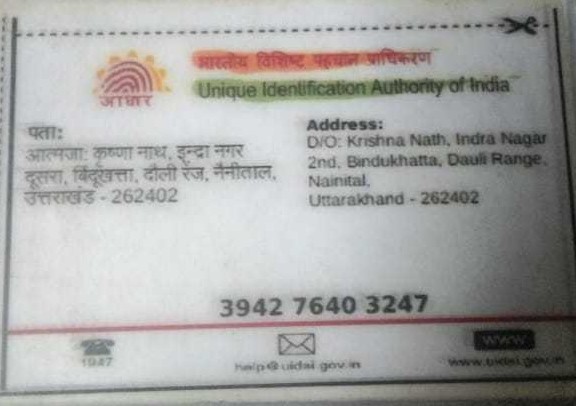 भारतीय विशिष्ट पहचान प्राधिकरण
Unique Identification Authority of India
आधार
पता:
आत्मजा: कृष्णा नाथ, इन्द्रा नगर
दूसरा, बिंदूखत्ता, दौली रेंज, नैनीताल,
उत्तराखंड - 262402
Address:
D/O: Krishna Nath, Indra Nagar
2nd, Bindukhatta, Dauli Range,
Nainital,
Uttarakhand - 262402
3942 7640 3247
1947
help@uidai.gov.in
WWW
www.uidai.gov.in